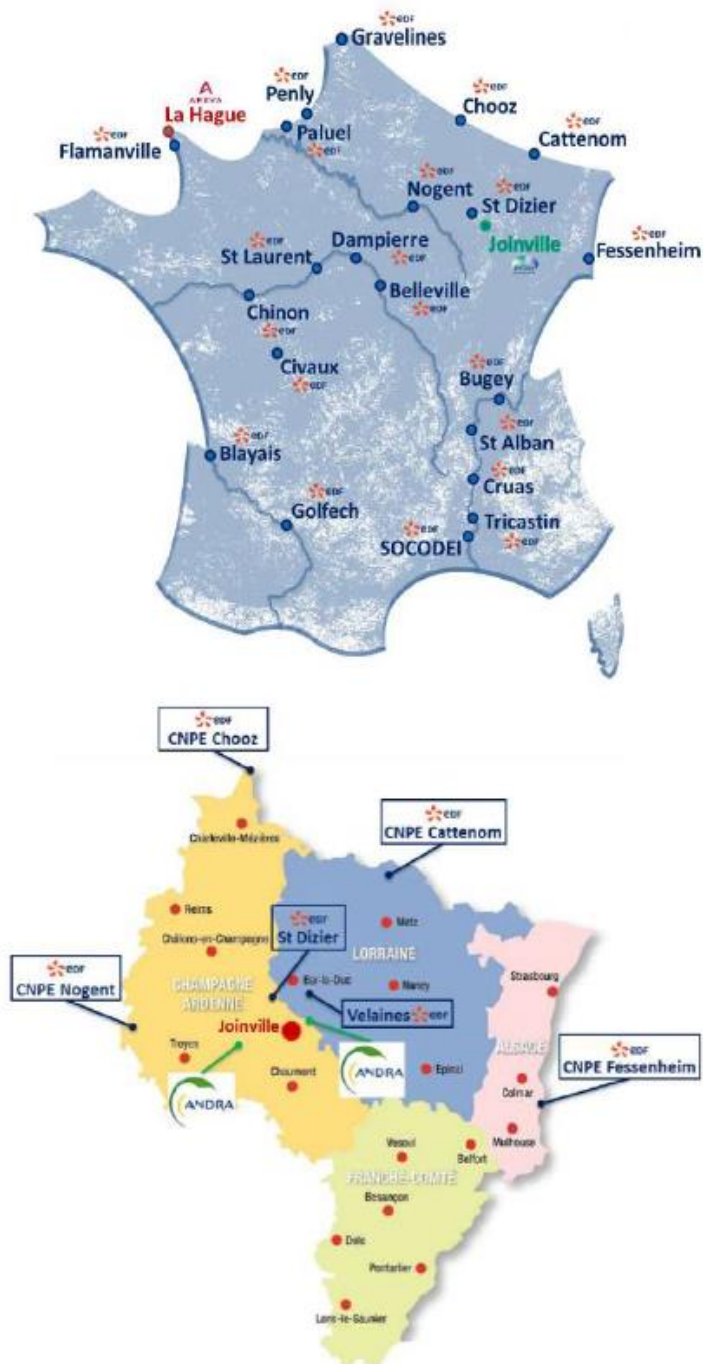 edf
Gravelines
A
AREVA
La Hague
edf
Penly
edf
Chooz
edf
Cattenom
edf
Flamanville
Paluel
edf
edf
Nogent
edf
St Dizier
Joinville
Fessenheim
edf
edf
St Laurent
Dampierre
edf
Belleville
edf
Chinon
edf
Civaux
edf
edf
Bugey
edf
St Alban
edf
Blayais
edf
Cruas
edf
Golfech
Tricastin
edf
edf
SOCODEI
edf
CNPE Chooz
Charleville-Mézières
edf
CNPE Cattenom
Reims
Châlons-en-Champagne
edf
St Dizier
Metz
LORRAINE
Strasbourg
edf
CNPE Nogent
CHAMPAGNE
ARDENNE
Bar-le-Duc
Nancy
Velaines edf
Joinville
Troyes
ANDRA
Chaumont
ANDRA
Epinal
ALSACE
Colmar
edf
CNPE Fessenheim
Mulhouse
Vesoul
Belfort
FRANCHE-COMTÉ
Besançon
Dole
Pontarlier
Lons-le-Saunier